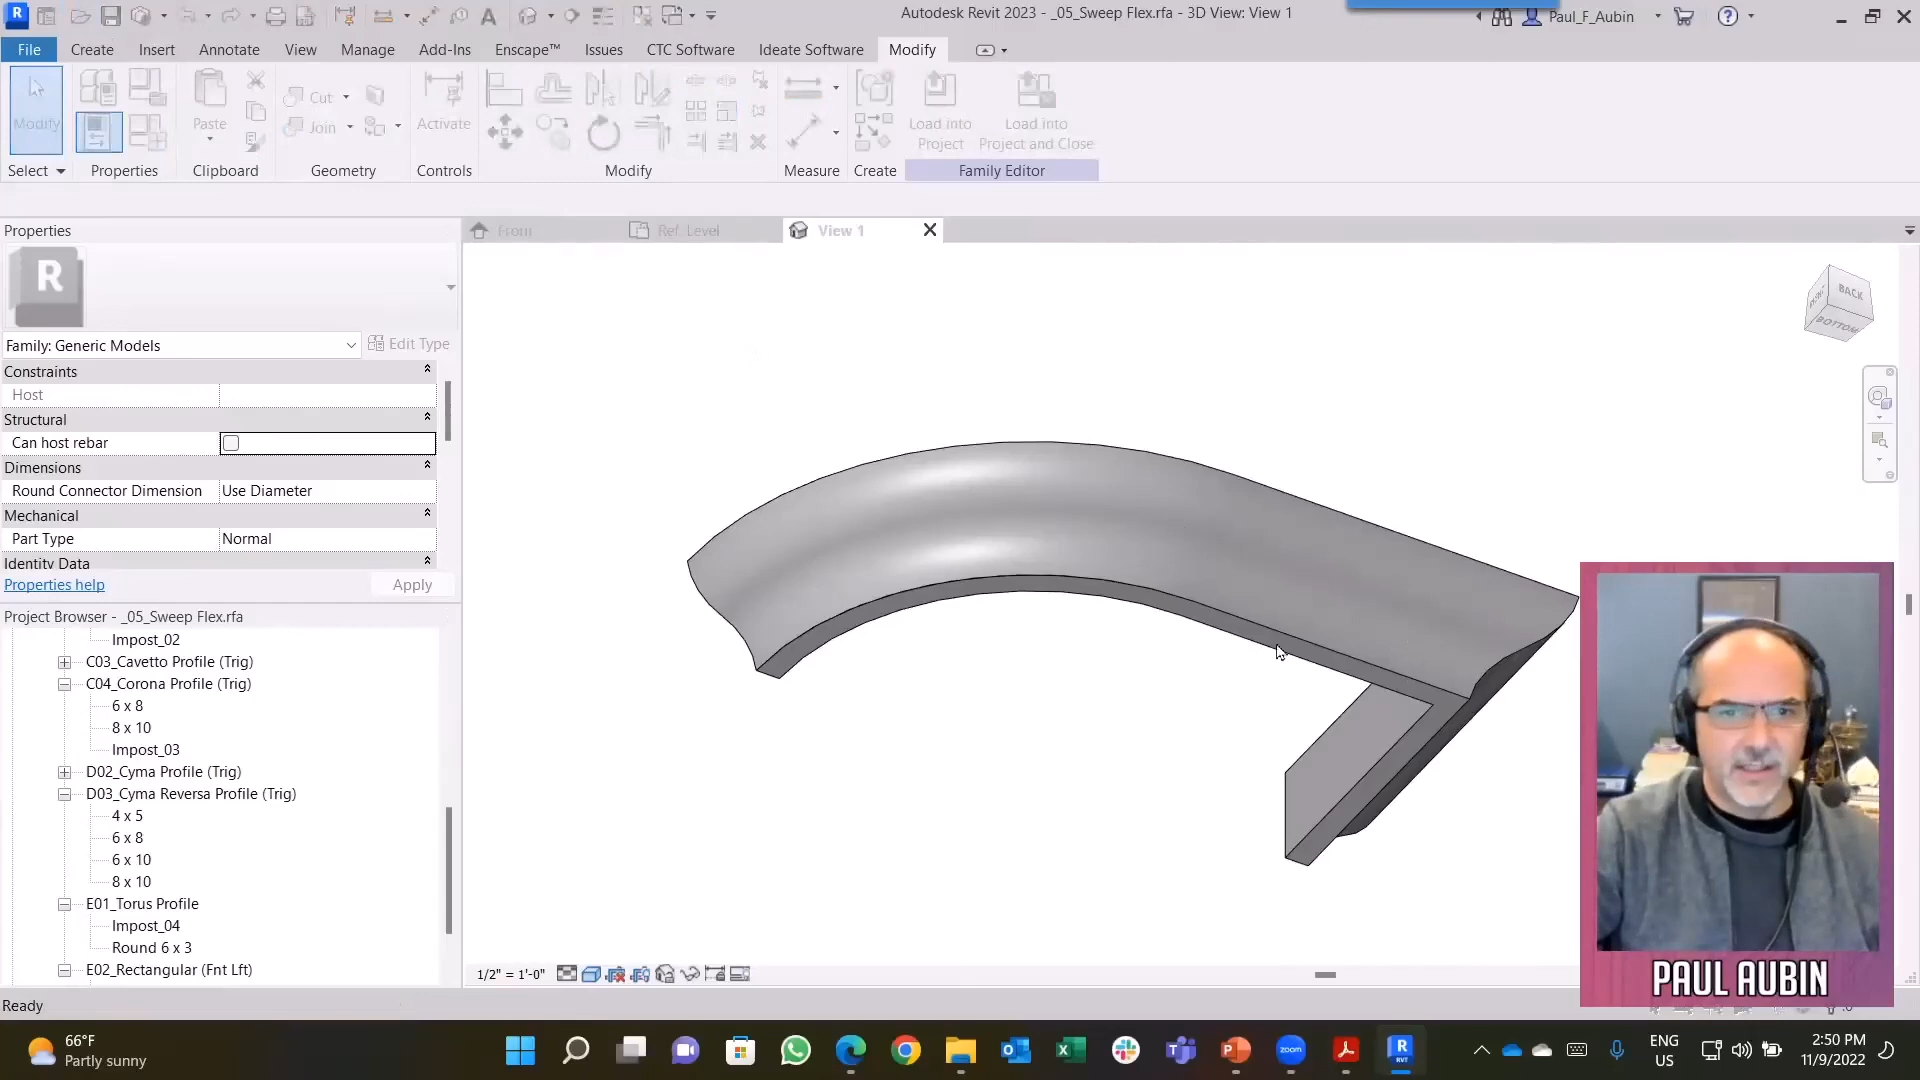 Autodesk Revit 2023 - _05_Sweep Flex.rfa - 3D View: View 1
Paul_F_Aubin
File Create Insert Annotate View Manage Add-Ins Enscape™ Issues CTC Software Ideate Software Modify
Modify Paste Cut Join Activate Load into Project Load into Project and Close
Select Properties Clipboard Geometry Controls Modify Measure Create Family Editor
Properties
Front Ref. Level View 1
R
Family: Generic Models
Edit Type
Constraints
Host
Structural
Can host rebar
Dimensions
Round Connector Dimension Use Diameter
Mechanical
Part Type Normal
Identity Data
Properties help Apply
Project Browser - _05_Sweep Flex.rfa
Impost_02
C03_Cavetto Profile (Trig)
C04_Corona Profile (Trig)
6 x 8
8 x 10
Impost_03
D02_Cyma Profile (Trig)
D03_Cyma Reversa Profile (Trig)
4 x 5
6 x 8
6 x 10
8 x 10
E01_Torus Profile
Impost_04
Round 6 x 3
E02_Rectangular (Fnt Lft)
BACK
BOTTOM
1/2" = 1'-0"
PAUL AUBIN
Ready
66°F
Partly sunny
zoom
ENG
US
2:50 PM
11/9/2022